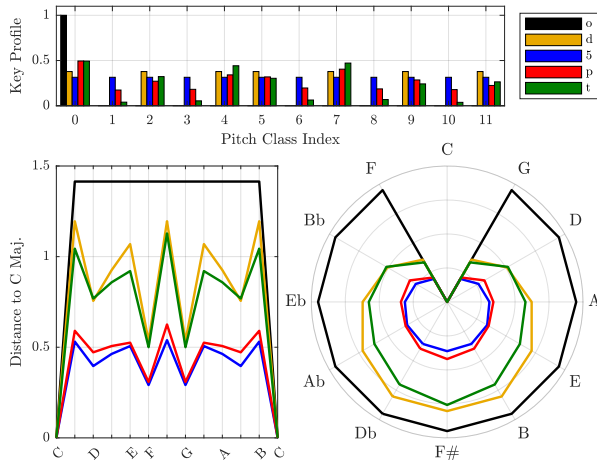 Key Profile
1
0.5
0
0 1 2 3 4 5 6 7 8 9 10 11
Pitch Class Index
o
d
5
p
t
Distance to C Maj.
1.5
1
0.5
0
C D E F G A B C
C
G
D
A
E
B
F#
Db
Ab
Eb
Bb
F